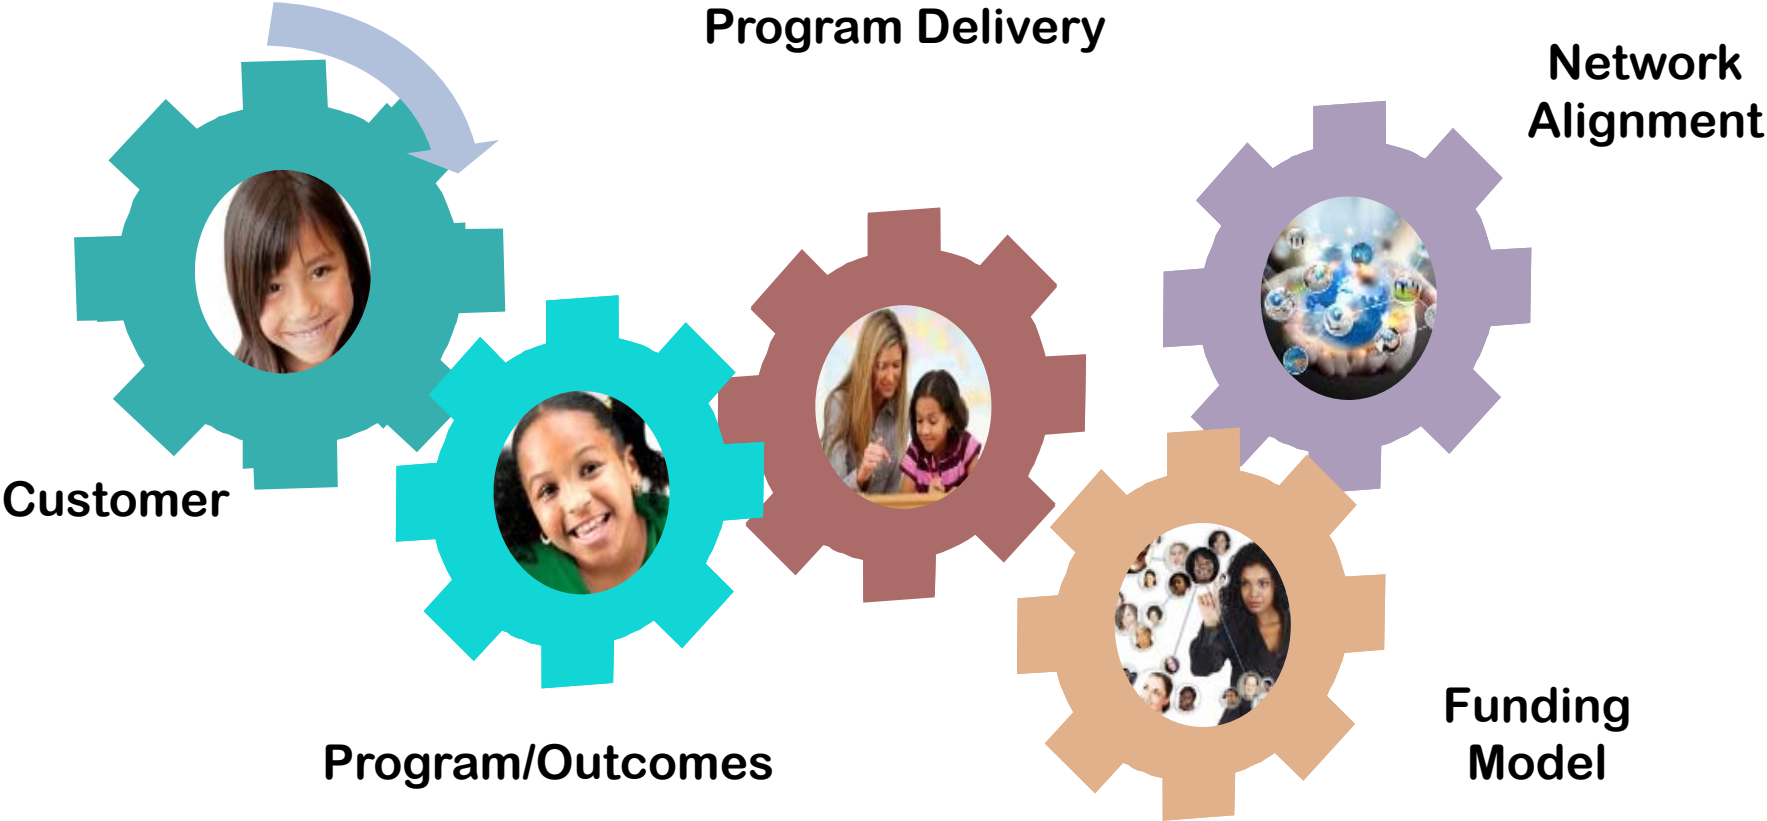 Program Delivery
Network
Alignment
Customer
Program/Outcomes
Funding
Model